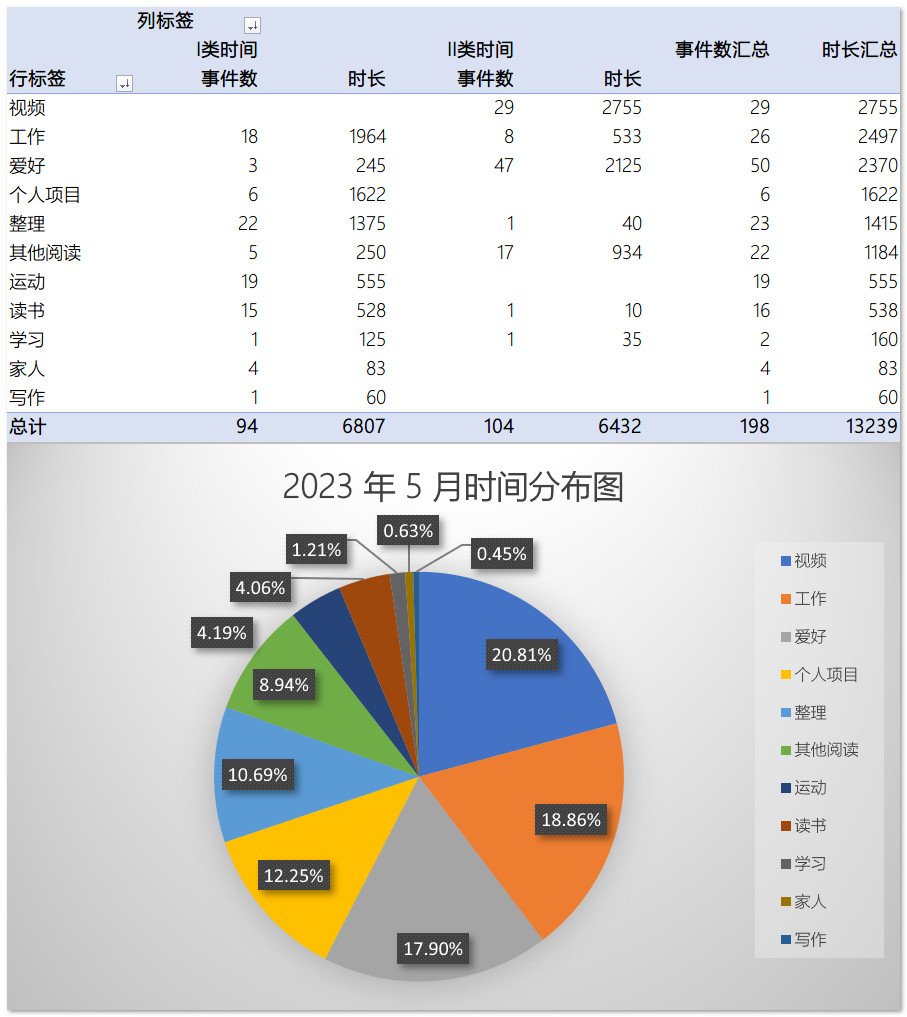 列标签
I类时间 II类时间 事件数汇总 时长汇总
行标签 事件数 时长 事件数 时长
视频 29 2755 29 2755
工作 18 1964 8 533 26 2497
爱好 3 245 47 2125 50 2370
个人项目 6 1622 6 1622
整理 22 1375 1 40 23 1415
其他阅读 5 250 17 934 22 1184
运动 19 555 19 555
读书 15 528 1 10 16 538
学习 1 125 1 35 2 160
家人 4 83 4 83
写作 1 60 1 60
总计 94 6807 104 6432 198 13239
2023 年 5 月时间分布图
0.63%
1.21%
0.45%
4.06%
4.19%
20.81%
8.94%
10.69%
18.86%
12.25%
17.90%
视频
工作
爱好
个人项目
整理
其他阅读
运动
读书
学习
家人
写作